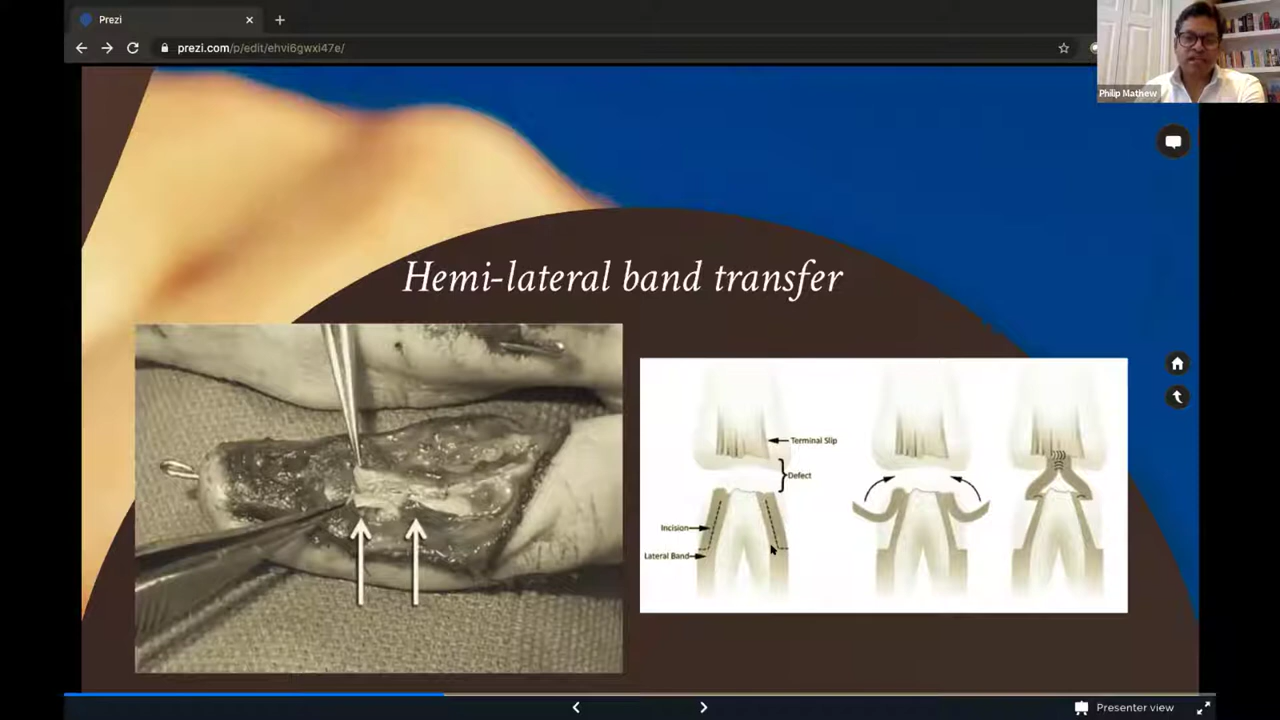 Prezi
prezi.com/p/edit/ehvi6gwxi47e/
Philip Mathew
Hemi-lateral band transfer
Terminal Slip
Defect
Incision
Lateral Band
Presenter view